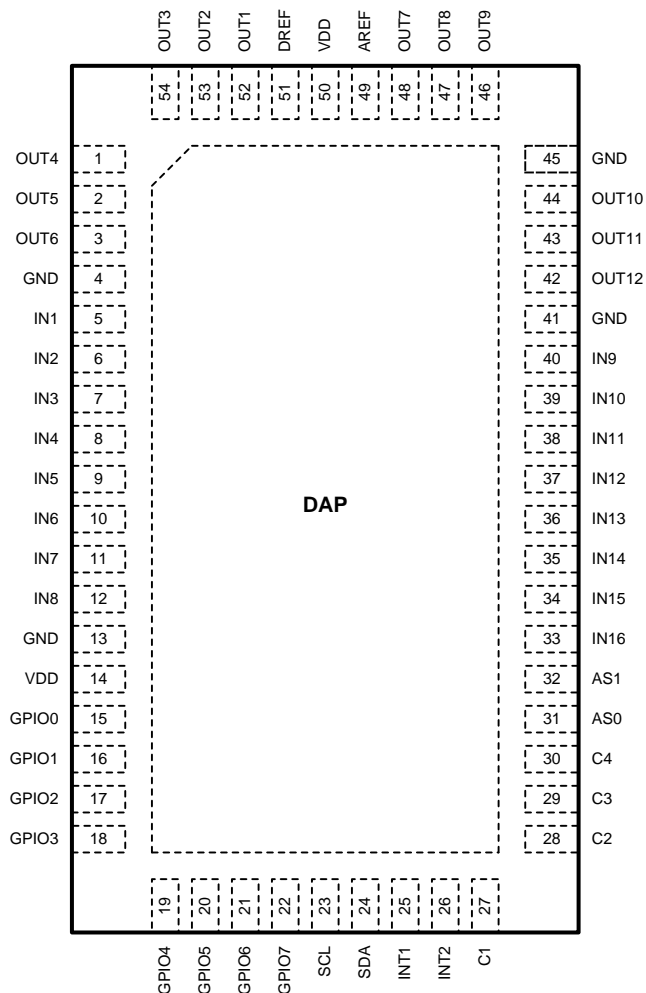 OUT3 OUT2 OUT1 DREF VDD AREF OUT7 OUT8 OUT9
54 53 52 51 50 49 48 47 46
OUT4 1 45 GND
OUT5 2 44 OUT10
OUT6 3 43 OUT11
GND 4 42 OUT12
IN1 5 41 GND
IN2 6 40 IN9
IN3 7 39 IN10
IN4 8 38 IN11
IN5 9 37 IN12
DAP
IN6 10 36 IN13
IN7 11 35 IN14
IN8 12 34 IN15
GND 13 33 IN16
VDD 14 32 AS1
GPIO0 15 31 AS0
GPIO1 16 30 C4
GPIO2 17 29 C3
GPIO3 18 28 C2
19 20 21 22 23 24 25 26 27
GPIO4 GPIO5 GPIO6 GPIO7 SCL SDA INT1 INT2 C1